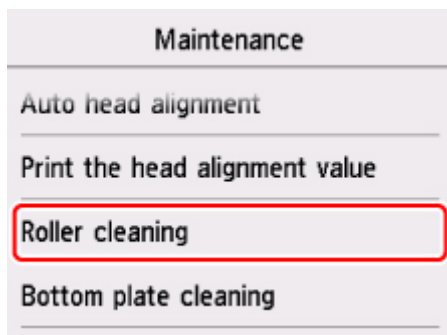 Maintenance
Auto head alignment
Print the head alignment value
Roller cleaning
Bottom plate cleaning